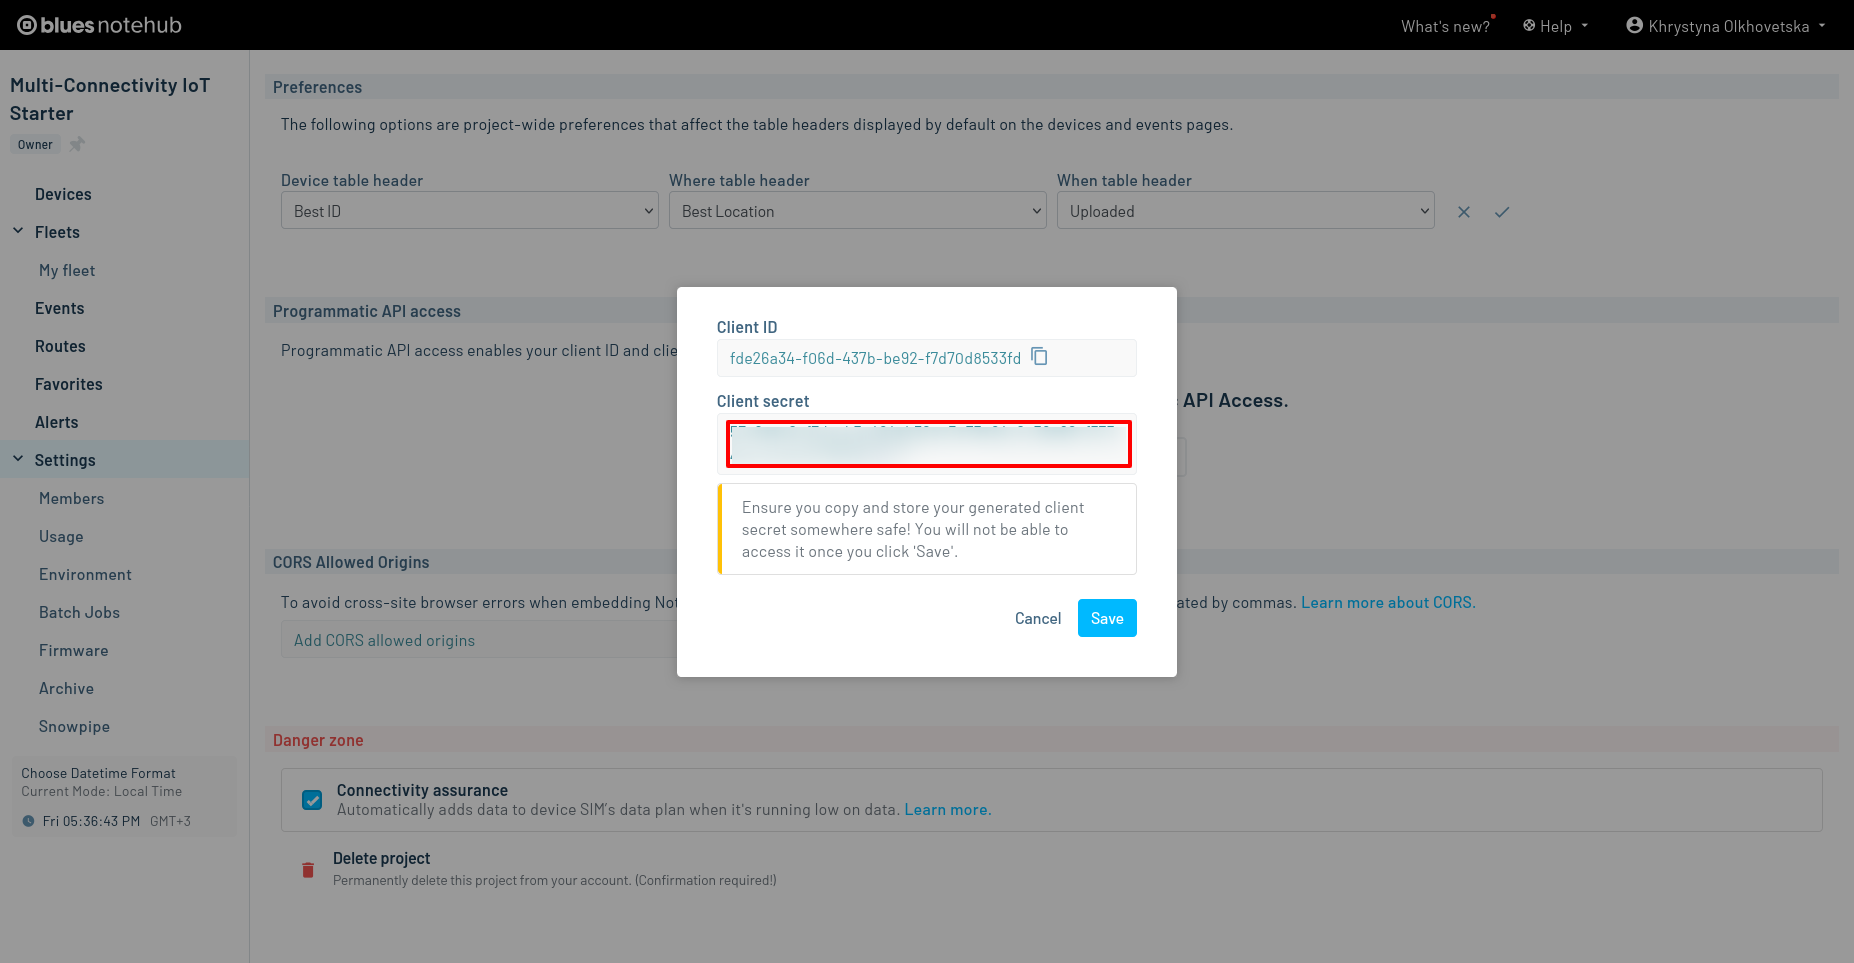 blues notehub
What's new?
Help
Khrystyna Olkhovetska
Multi-Connectivity IoT
Starter
Owner
Devices
Fleets
My fleet
Events
Routes
Favorites
Alerts
Settings
Members
Usage
Environment
Batch Jobs
Firmware
Archive
Snowpipe
Choose Datetime Format
Current Mode: Local Time
Fri 05:36:43 PM GMT+3
Preferences
The following options are project-wide preferences that affect the table headers displayed by default on the devices and events pages.
Device table header
Where table header
When table header
Best ID
Best Location
Uploaded
Programmatic API access
Programmatic API access enables your client ID and
API Access.
CORS Allowed Origins
To avoid cross-site browser errors when embedding
by commas. Learn more about CORS.
Add CORS allowed origins
Danger zone
Connectivity assurance
Automatically adds data to device SIM's data plan when it's running low on data. Learn more.
Delete project
Permanently delete this project from your account. (Confirmation required!)
Client ID
fde26a34-f06d-437b-be92-f7d70d8533fd
Client secret
Ensure you copy and store your generated client
secret somewhere safe! You will not be able to
access it once you click 'Save'.
Cancel
Save